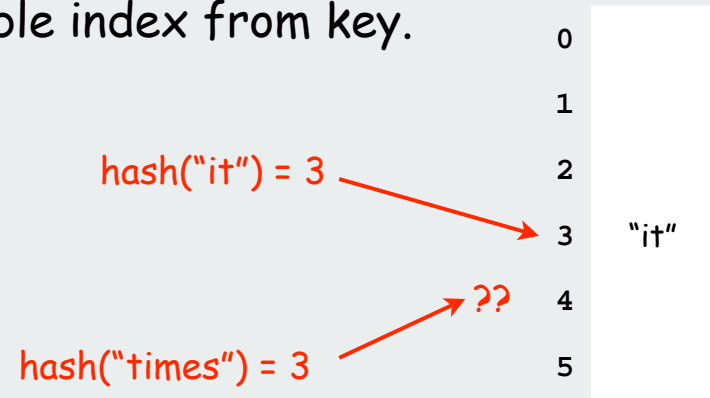 ble index from key.
0
1
hash("it") = 3
2
3 "it"
?? 4
hash("times") = 3
5